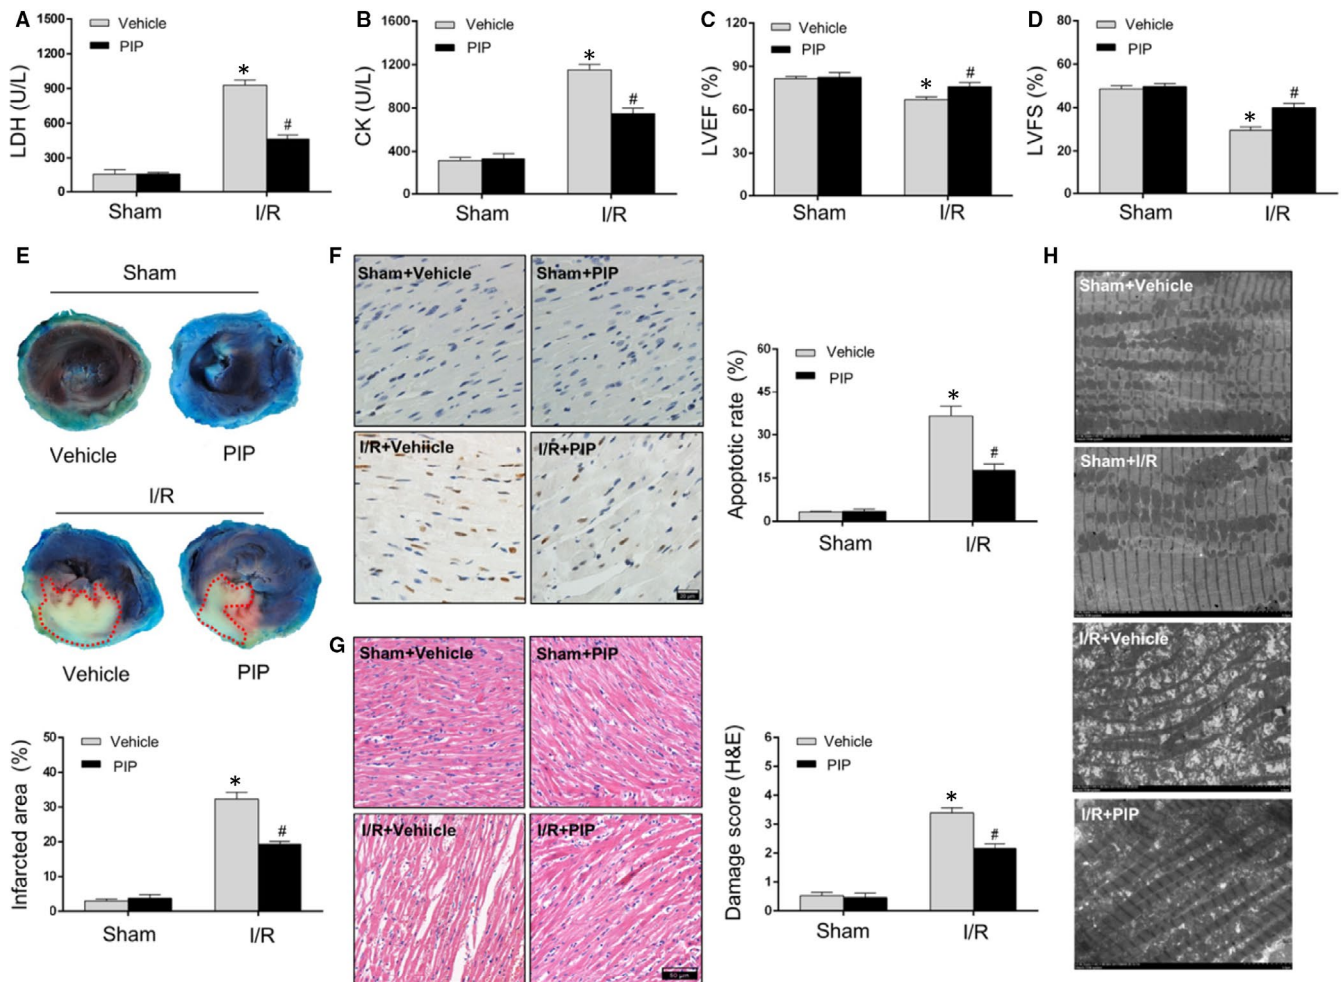 A
LDH (U/L)
1500
1200
900
600
300
0
Vehicle
PIP
*
#
Sham
I/R
B
CK (U/L)
1600
1200
800
400
0
Vehicle
PIP
*
#
Sham
I/R
C
LVEF (%)
120
90
60
30
0
Vehicle
PIP
*
#
Sham
I/R
D
LVFS (%)
80
60
40
20
0
Vehicle
PIP
*
#
Sham
I/R
E
Sham
Vehicle
PIP
I/R
Vehicle
PIP
Infarcted area (%)
50
40
30
20
10
0
Vehicle
PIP
*
#
Sham
I/R
F
Sham+Vehicle
Sham+PIP
I/R+Vehiicle
I/R+PIP
Apoptotic rate (%)
60
45
30
15
0
Vehicle
PIP
*
#
Sham
I/R
G
Sham+Vehicle
Sham+PIP
I/R+Vehiicle
I/R+PIP
Damage score (H&E)
6
5
4
3
2
1
0
Vehicle
PIP
*
#
Sham
I/R
H
Sham+Vehicle
Sham+I/R
I/R+Vehicle
I/R+PIP